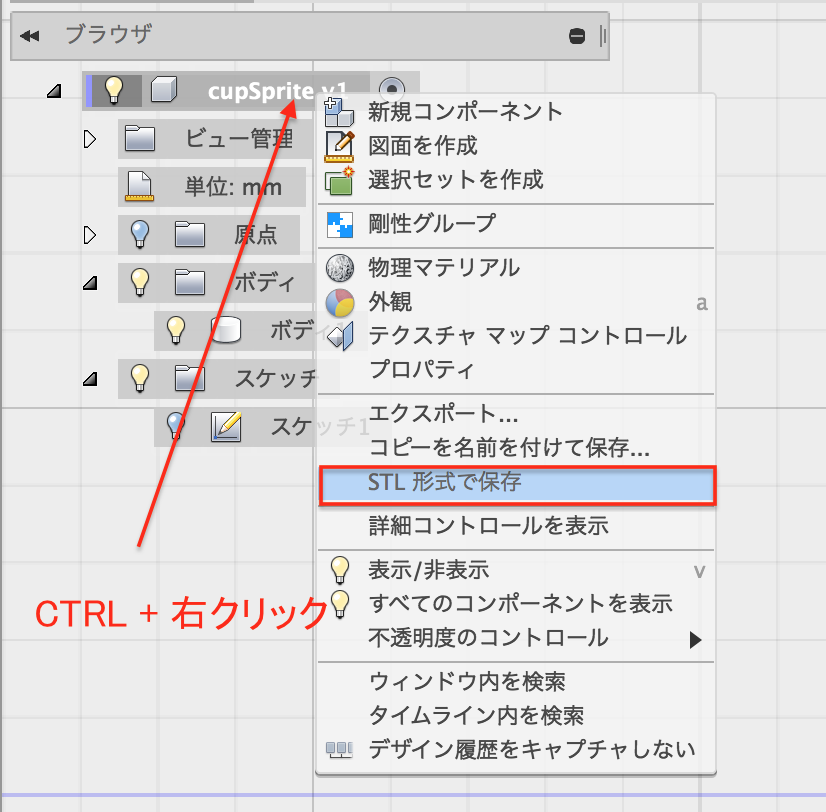 ブラウザ
cupSprite v1
ビュー管理
単位: mm
原点
ボディ
ボディ
スケッチ
スケッチ1
CTRL + 右クリック
新規コンポーネント
図面を作成
選択セットを作成
剛性グループ
物理マテリアル
外観 a
テクスチャ マップ コントロール
プロパティ
エクスポート...
コピーを名前を付けて保存...
STL 形式で保存
詳細コントロールを表示
表示/非表示 v
すべてのコンポーネントを表示
不透明度のコントロール
ウィンドウ内を検索
タイムライン内を検索
デザイン履歴をキャプチャしない